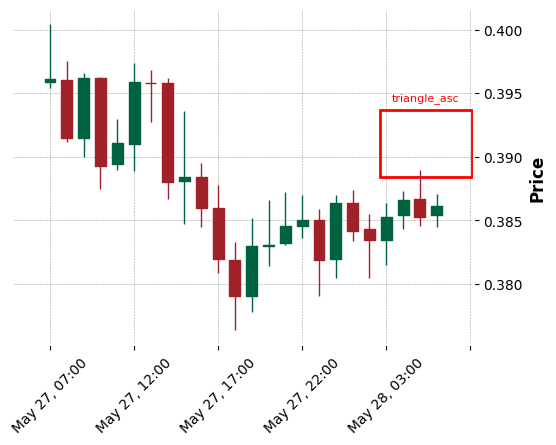 0.400
0.395
triangle_asc
0.390
0.385
0.380
Price
May 27, 07:00
May 27, 12:00
May 27, 17:00
May 27, 22:00
May 28, 03:00